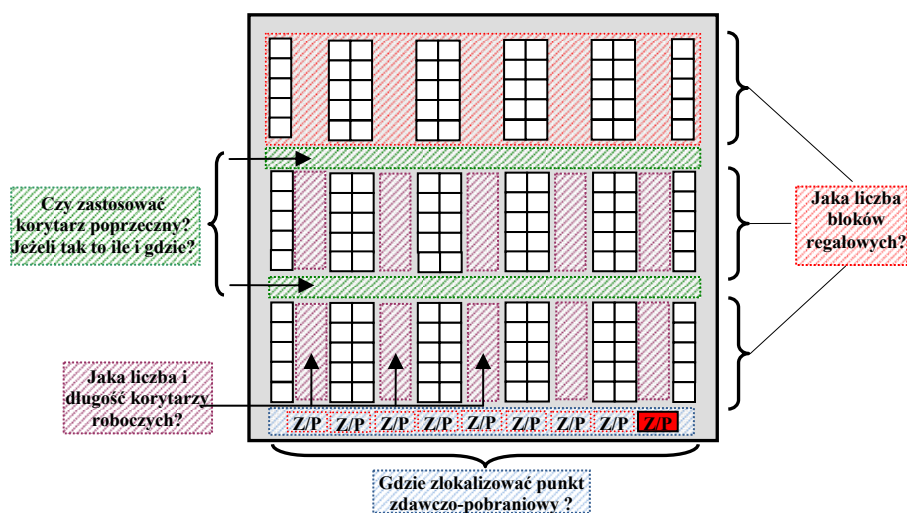 Czy zastosować
korytarz poprzeczny?
Jeżeli tak to ile i gdzie?
Jaka liczba
bloków
regałowych?
Jaka liczba i
długość korytarzy
roboczych?
Z/P Z/P Z/P Z/P Z/P Z/P Z/P Z/P Z/P
Gdzie zlokalizować punkt
zdawczo-pobraniowy ?